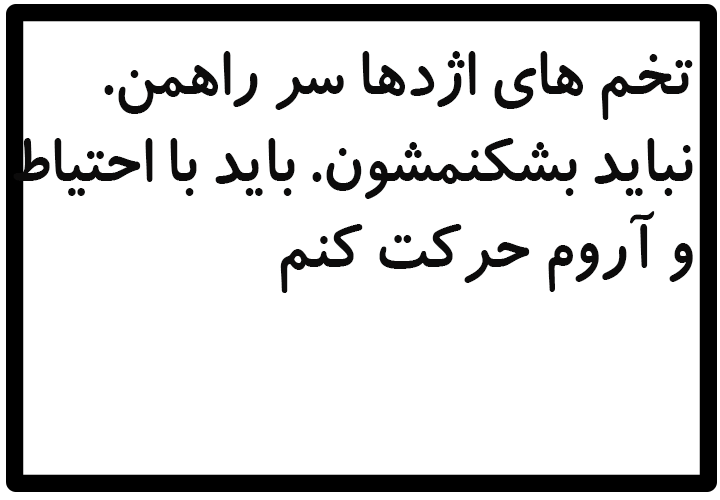 تخم های اژدها سر راهمن.
نباید بشکنمشون. باید با احتیاط
و آروم حرکت کنم